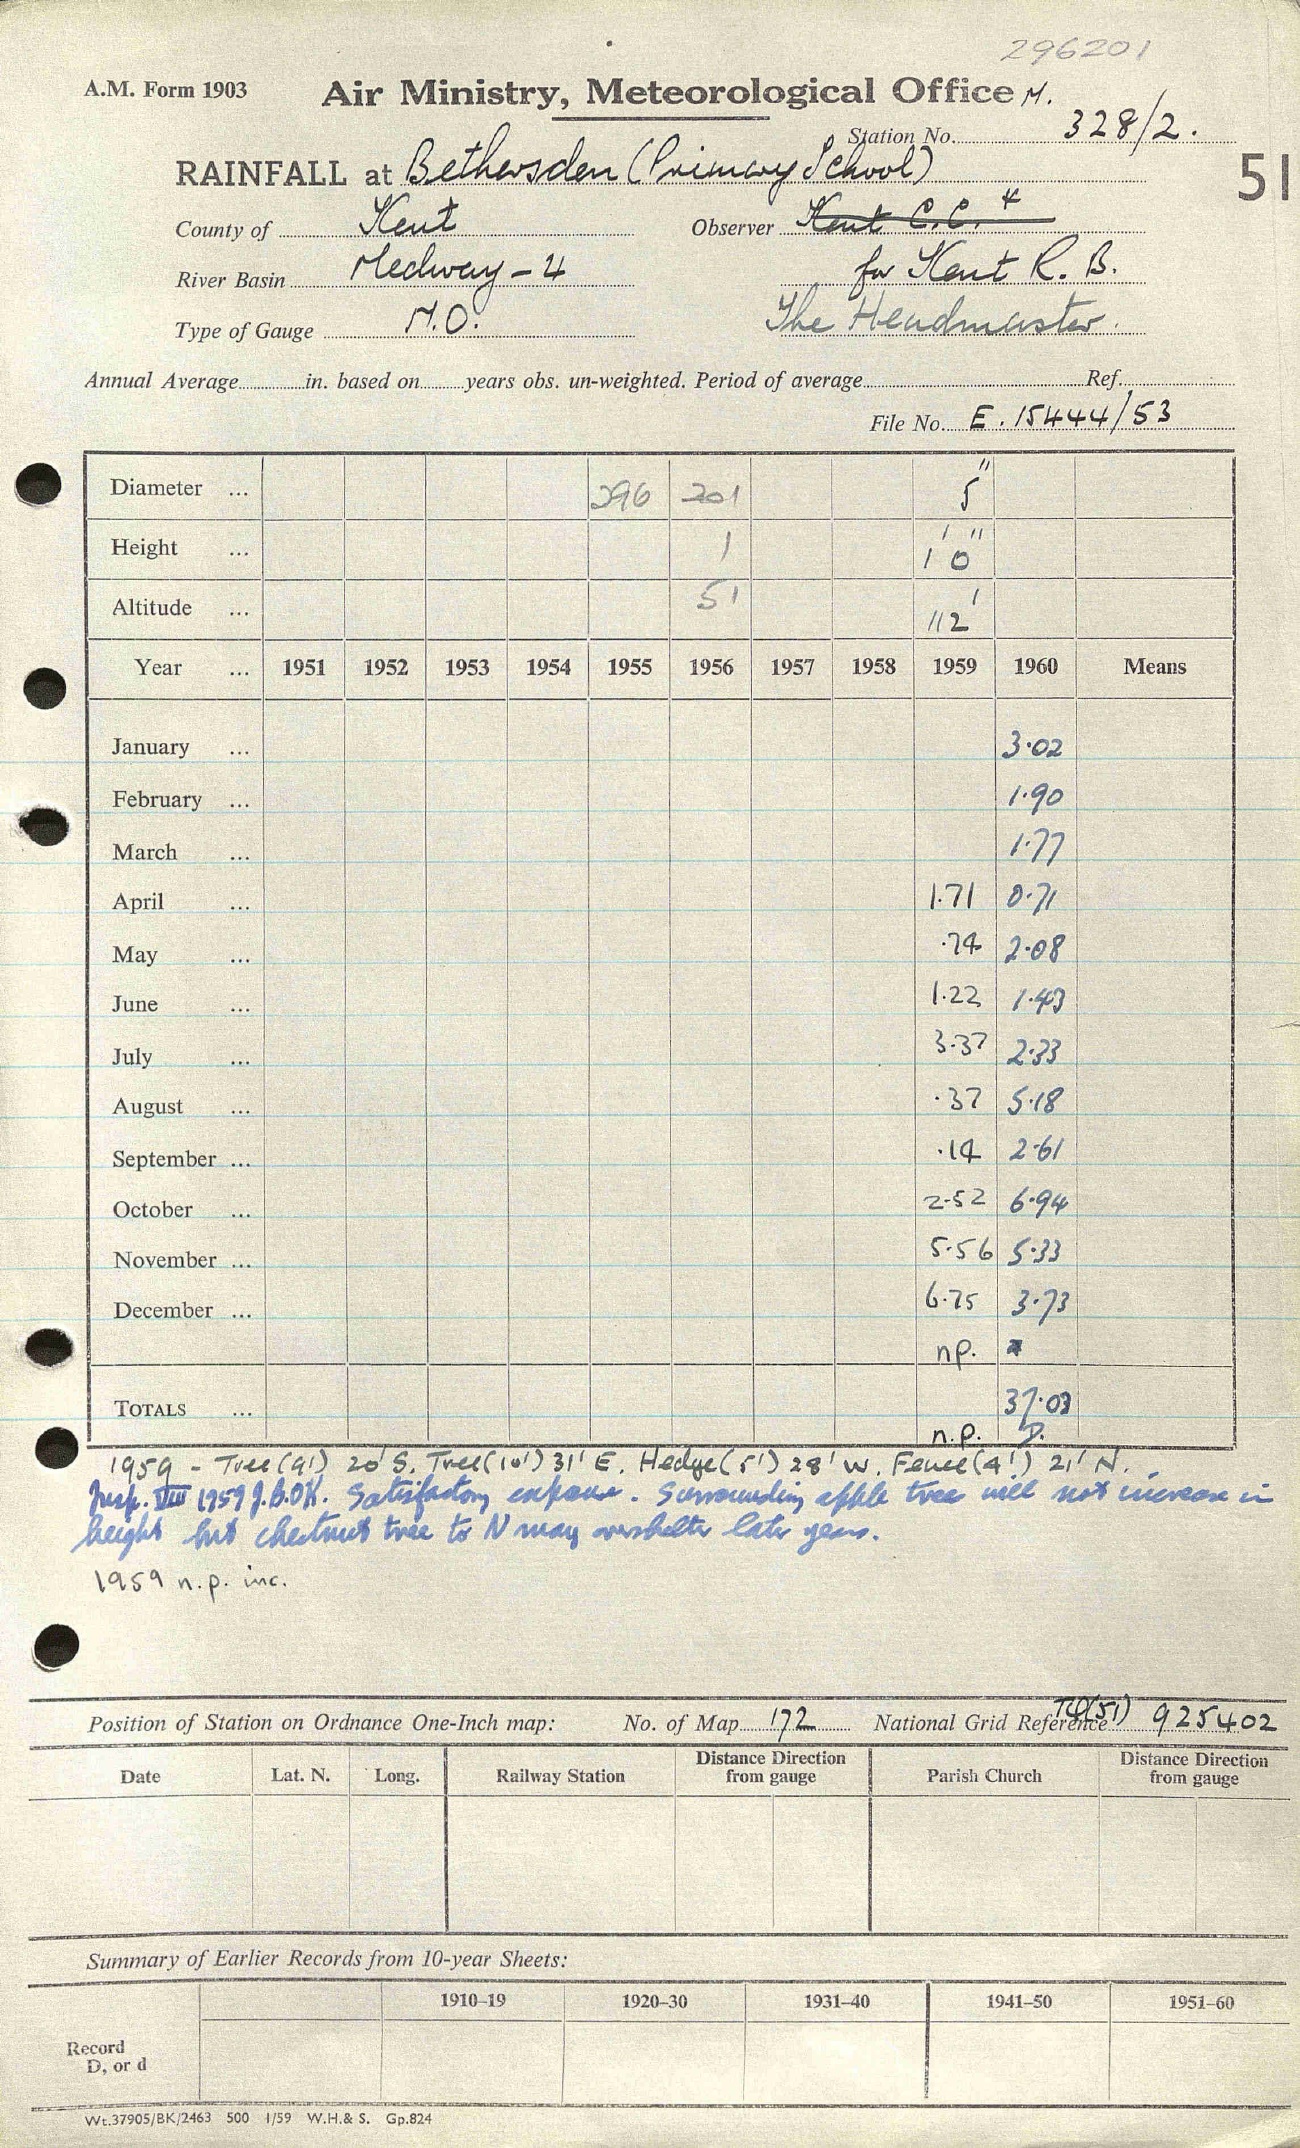 296201
A.M. Form 1903 Air Ministry, Meteorological Office M.
Station No. 328/2.
RAINFALL at Bethersden (Primary School) 51
County of Kent Observer Kent C.C. *
River Basin Medway - 4 for Kent R. B.
Type of Gauge M.O. The Headmaster.
Annual Average in. based on years obs. un-weighted. Period of average Ref.
File No. E. 15444/53
Diameter ... 296 201 5"
Height ... 1 1' 0"
Altitude ... 51 112'
Year ... 1951 1952 1953 1954 1955 1956 1957 1958 1959 1960 Means
January ... 3.02
February ... 1.90
March ... 1.77
April ... 1.71 0.71
May ... .74 2.08
June ... 1.22 1.43
July ... 3.37 2.33
August ... .37 5.18
September ... .14 2.61
October ... 2.52 6.94
November ... 5.56 5.33
December ... 6.75 3.73
np.
TOTALS ... 37.03
n.p. D.
1959 - Tree (9') 20' S. Tree (10') 31' E. Hedge (5') 28' W. Fence (4') 21' N.
Insp. VIII 1959 J.B.OK. Satisfactory exposure. Surrounding apple trees will not increase in
height but chestnut tree to N may overshelter later years.
1959 n.p. inc.
Position of Station on Ordnance One-Inch map: No. of Map 172 National Grid Reference TQ(51) 925402
Date Lat. N. Long. Railway Station Distance Direction from gauge Parish Church Distance Direction from gauge
Summary of Earlier Records from 10-year Sheets:
1910–19 1920–30 1931–40 1941–50 1951–60
Record
D, or d
Wt.37905/BK/2463 500 1/59 W.H.& S. Gp.824